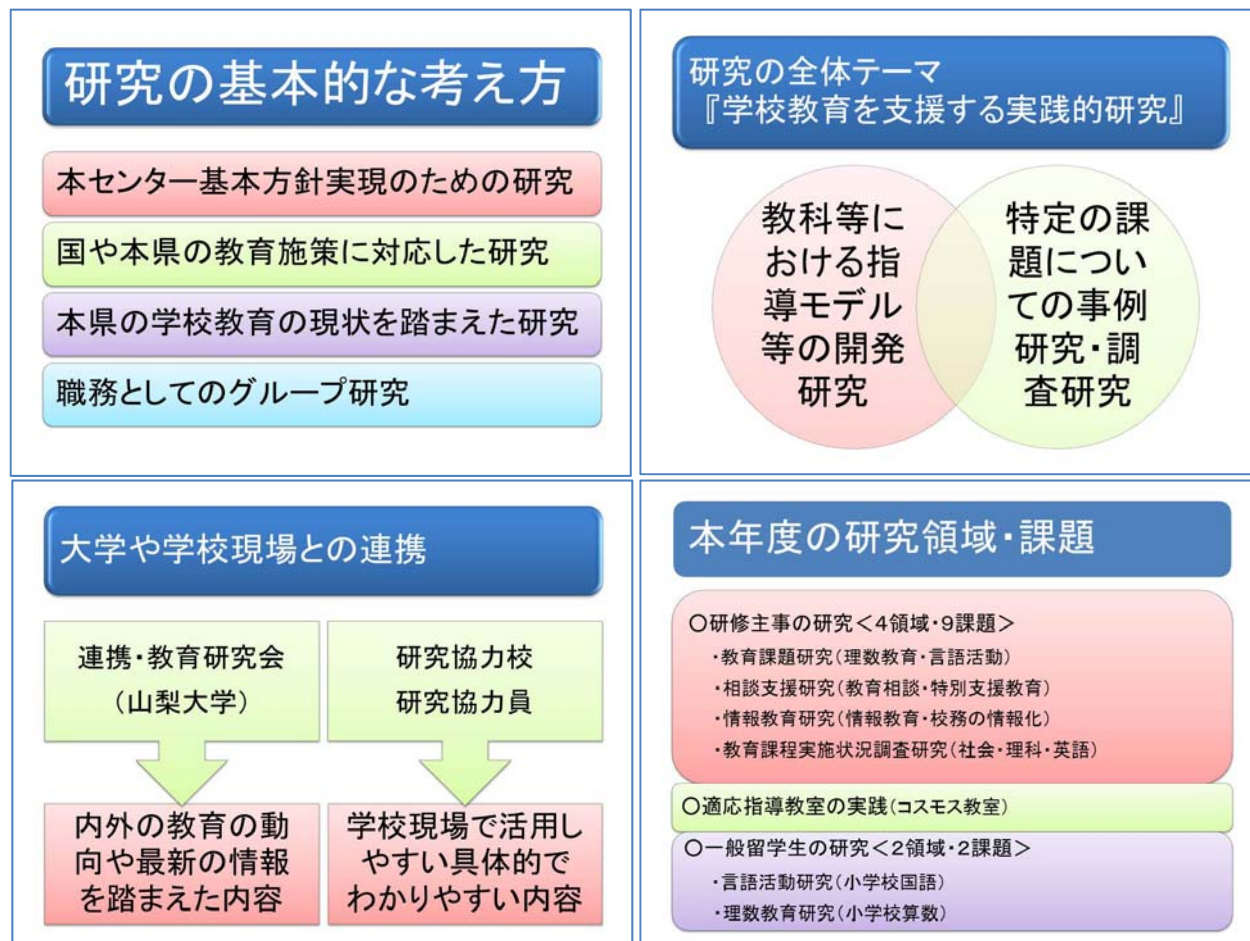 研究の基本的な考え方
本センター基本方針実現のための研究
国や本県の教育施策に対応した研究
本県の学校教育の現状を踏まえた研究
職務としてのグループ研究
研究の全体テーマ
『学校教育を支援する実践的研究』
教科等に
おける指
導モデル
等の開発
研究
特定の課
題につい
ての事例
研究・調
査研究
大学や学校現場との連携
連携・教育研究会
(山梨大学)
研究協力校
研究協力員
内外の教育の動
向や最新の情報
を踏まえた内容
学校現場で活用し
やすい具体的で
わかりやすい内容
本年度の研究領域・課題
○研修主事の研究＜4領域・9課題＞
・教育課題研究(理数教育・言語活動)
・相談支援研究(教育相談・特別支援教育)
・情報教育研究(情報教育・校務の情報化)
・教育課程実施状況調査研究(社会・理科・英語)
○適応指導教室の実践(コスモス教室)
○一般留学生の研究＜2領域・2課題＞
・言語活動研究(小学校国語)
・理数教育研究(小学校算数)